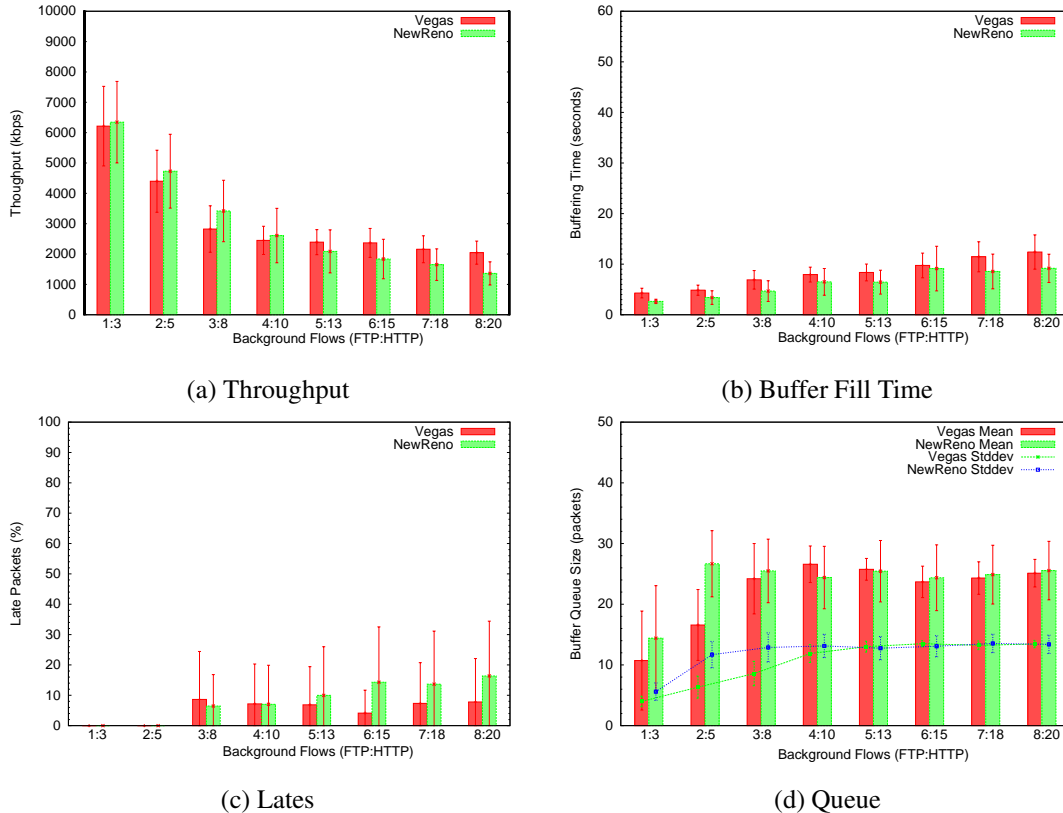 10000
9000
8000
7000
6000
5000
4000
3000
2000
1000
0
Thoughput (kbps)
Vegas
NewReno
1:3 2:5 3:8 4:10 5:13 6:15 7:18 8:20
Background Flows (FTP:HTTP)
(a) Throughput
60
50
40
30
20
10
0
Buffering Time (seconds)
Vegas
NewReno
1:3 2:5 3:8 4:10 5:13 6:15 7:18 8:20
Background Flows (FTP:HTTP)
(b) Buffer Fill Time
100
90
80
70
60
50
40
30
20
10
0
Late Packets (%)
Vegas
NewReno
1:3 2:5 3:8 4:10 5:13 6:15 7:18 8:20
Background Flows (FTP:HTTP)
(c) Lates
50
40
30
20
10
0
Buffer Queue Size (packets)
Vegas Mean
NewReno Mean
Vegas Stddev
NewReno Stddev
1:3 2:5 3:8 4:10 5:13 6:15 7:18 8:20
Background Flows (FTP:HTTP)
(d) Queue